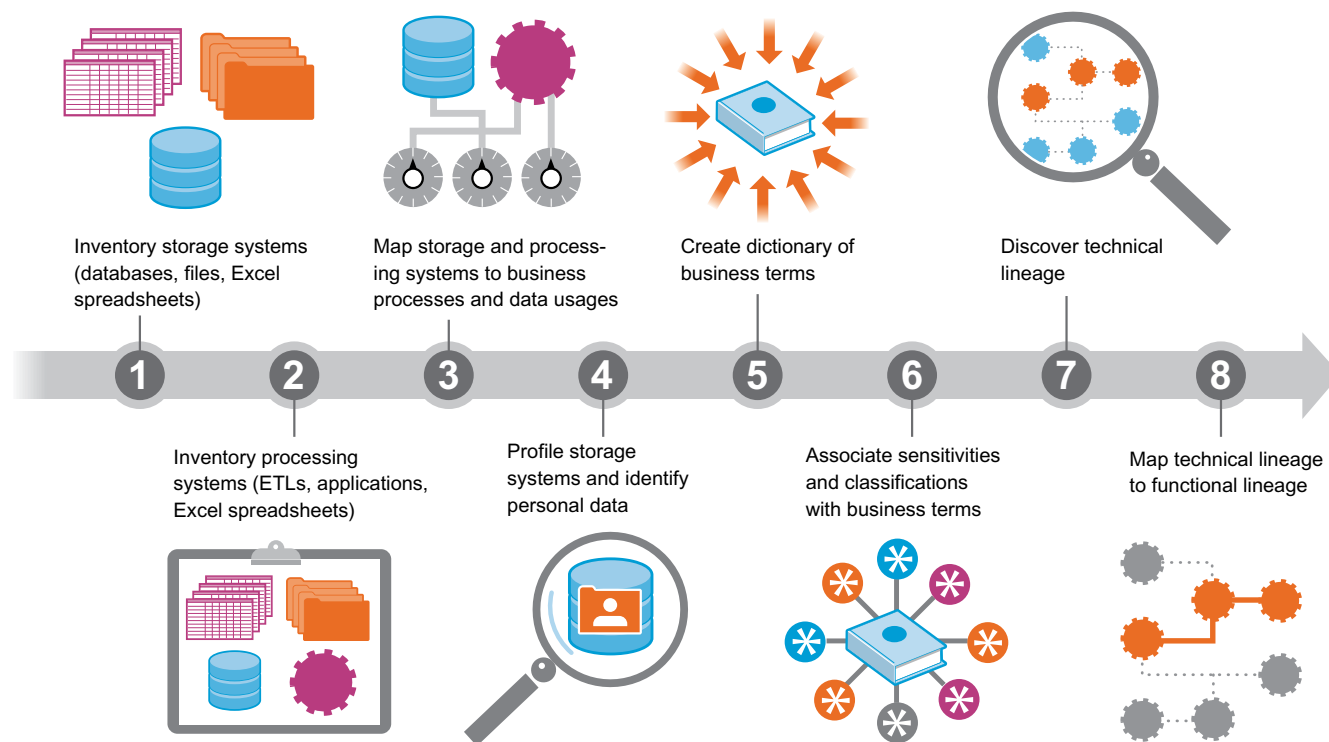 Inventory storage systems
(databases, files, Excel
spreadsheets)
Map storage and process-
ing systems to business
processes and data usages
Create dictionary of
business terms
Discover technical
lineage
1
2
3
4
5
6
7
8
Inventory processing
systems (ETLs, applications,
Excel spreadsheets)
Profile storage
systems and identify
personal data
Associate sensitivities
and classifications
with business terms
Map technical lineage
to functional lineage